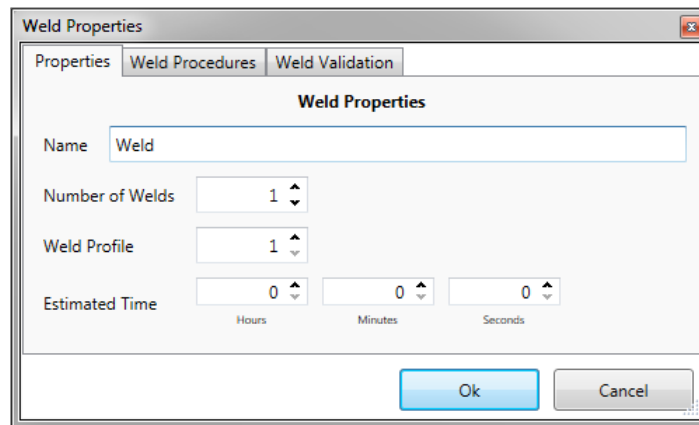 Weld Properties
Properties Weld Procedures Weld Validation
Weld Properties
Name Weld
Number of Welds 1
Weld Profile 1
Estimated Time 0 0 0
Hours Minutes Seconds
Ok Cancel